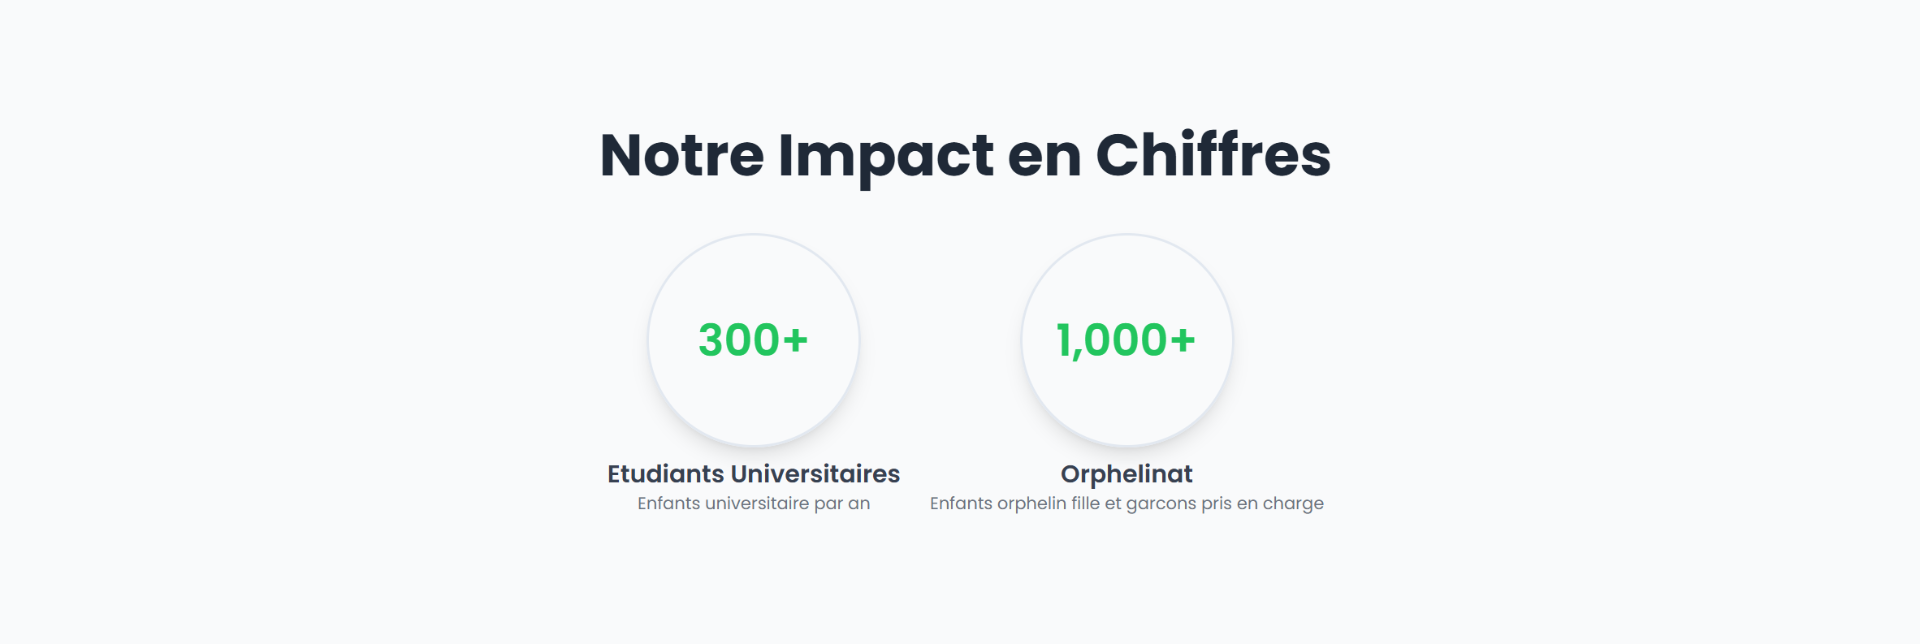 Notre Impact en Chiffres
300+
1,000+
Etudiants Universitaires
Orphelinat
Enfants universitaire par an
Enfants orphelin fille et garcons pris en charge